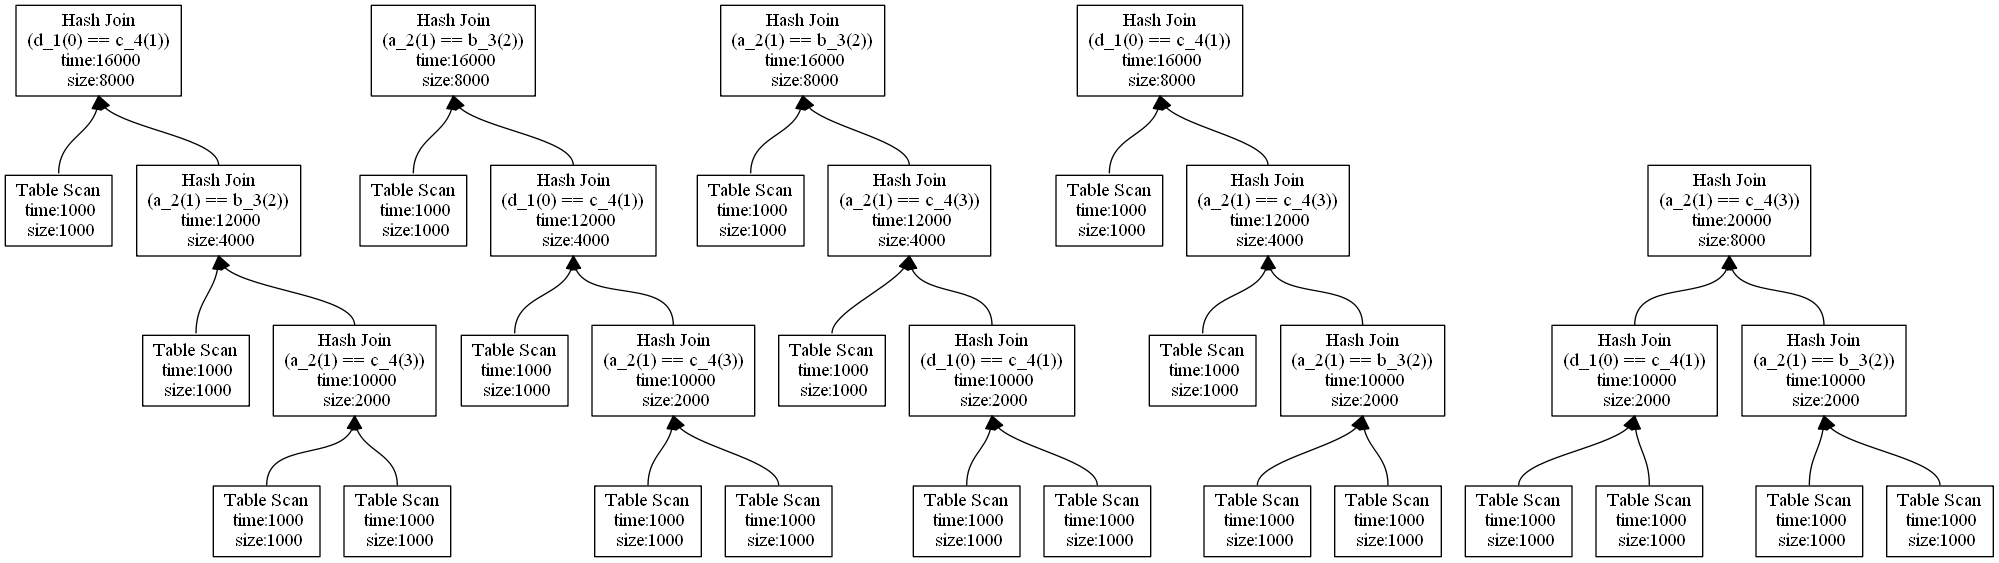 Hash Join
(d_1(0) == c_4(1))
time:16000
size:8000
Hash Join
(a_2(1) == b_3(2))
time:16000
size:8000
Hash Join
(a_2(1) == b_3(2))
time:16000
size:8000
Hash Join
(d_1(0) == c_4(1))
time:16000
size:8000
Table Scan
time:1000
size:1000
Hash Join
(a_2(1) == b_3(2))
time:12000
size:4000
Table Scan
time:1000
size:1000
Hash Join
(d_1(0) == c_4(1))
time:12000
size:4000
Table Scan
time:1000
size:1000
Hash Join
(a_2(1) == c_4(3))
time:12000
size:4000
Table Scan
time:1000
size:1000
Hash Join
(a_2(1) == c_4(3))
time:12000
size:4000
Hash Join
(a_2(1) == c_4(3))
time:20000
size:8000
Table Scan
time:1000
size:1000
Hash Join
(a_2(1) == c_4(3))
time:10000
size:2000
Table Scan
time:1000
size:1000
Hash Join
(a_2(1) == c_4(3))
time:10000
size:2000
Table Scan
time:1000
size:1000
Hash Join
(d_1(0) == c_4(1))
time:10000
size:2000
Table Scan
time:1000
size:1000
Hash Join
(a_2(1) == b_3(2))
time:10000
size:2000
Hash Join
(d_1(0) == c_4(1))
time:10000
size:2000
Hash Join
(a_2(1) == b_3(2))
time:10000
size:2000
Table Scan
time:1000
size:1000
Table Scan
time:1000
size:1000
Table Scan
time:1000
size:1000
Table Scan
time:1000
size:1000
Table Scan
time:1000
size:1000
Table Scan
time:1000
size:1000
Table Scan
time:1000
size:1000
Table Scan
time:1000
size:1000
Table Scan
time:1000
size:1000
Table Scan
time:1000
size:1000
Table Scan
time:1000
size:1000
Table Scan
time:1000
size:1000